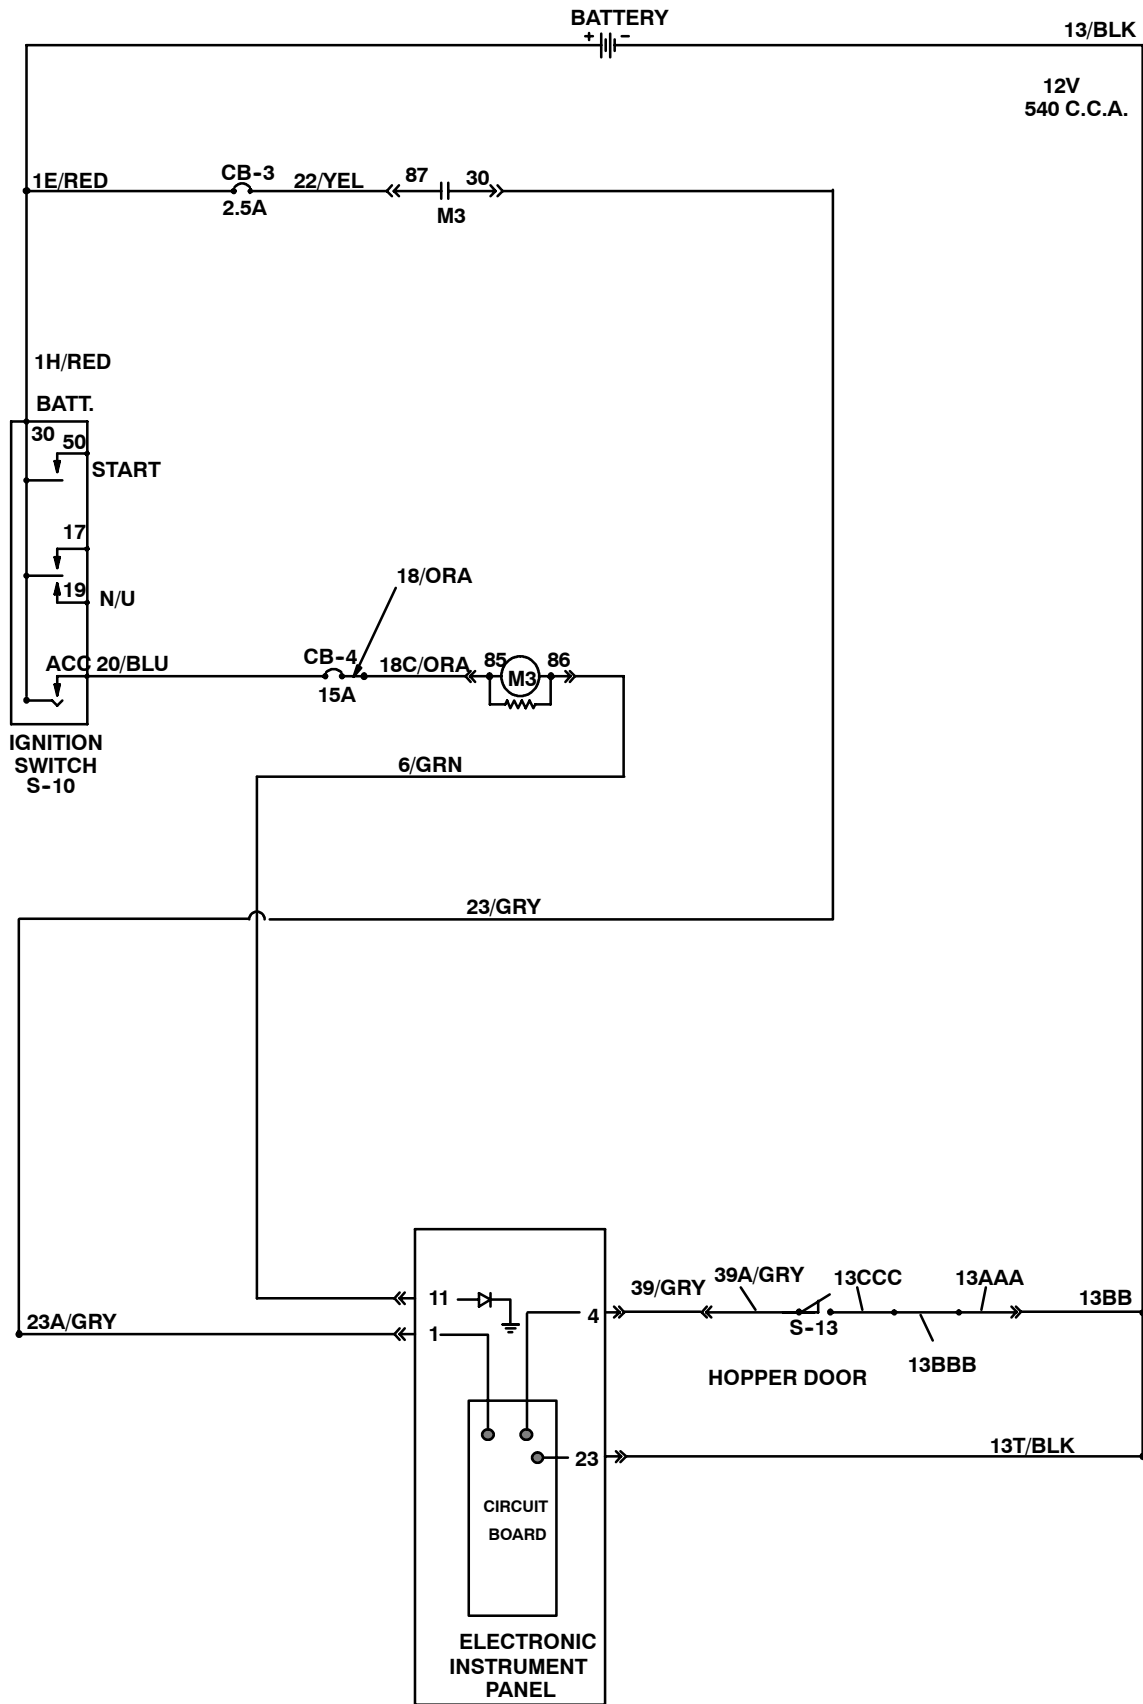 BATTERY
+ −
13/BLK
12V
540 C.C.A.
1E/RED
CB-3
2.5A
22/YEL
87
30
M3
1H/RED
BATT.
30
50
START
17
19
N/U
18/ORA
ACC
20/BLU
CB-4
15A
18C/ORA
85
M3
86
IGNITION
SWITCH
S-10
6/GRN
23/GRY
23A/GRY
11
1
4
39/GRY
39A/GRY
S-13
13CCC
13BBB
13AAA
13BB
HOPPER DOOR
23
13T/BLK
CIRCUIT
BOARD
ELECTRONIC
INSTRUMENT
PANEL